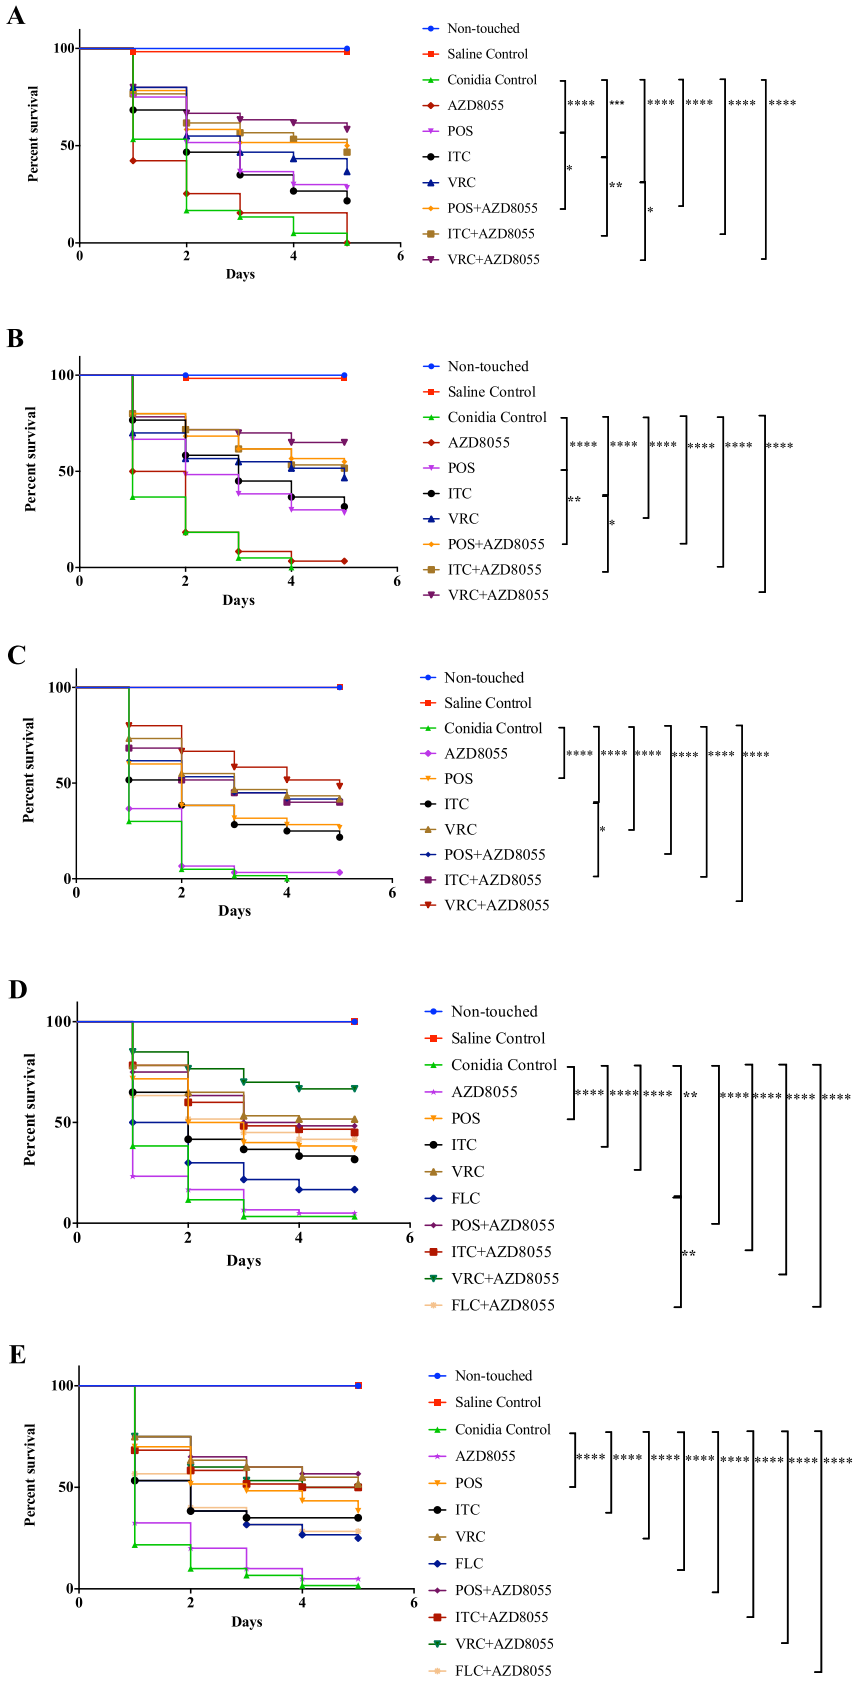 A
Percent survival
100
50
0
0
2
4
6
Days
Non-touched
Saline Control
Conidia Control
AZD8055
POS
ITC
VRC
POS+AZD8055
ITC+AZD8055
VRC+AZD8055
**** *** **** **** **** ****
* ** *
B
Percent survival
100
50
0
0
2
4
6
Days
Non-touched
Saline Control
Conidia Control
AZD8055
POS
ITC
VRC
POS+AZD8055
ITC+AZD8055
VRC+AZD8055
**** **** **** **** **** ****
** *
C
Percent survival
100
50
0
0
2
4
6
Days
Non-touched
Saline Control
Conidia Control
AZD8055
POS
ITC
VRC
POS+AZD8055
ITC+AZD8055
VRC+AZD8055
**** **** **** **** **** ****
*
D
Percent survival
100
50
0
0
2
4
6
Days
Non-touched
Saline Control
Conidia Control
AZD8055
POS
ITC
VRC
FLC
POS+AZD8055
ITC+AZD8055
VRC+AZD8055
FLC+AZD8055
**** **** **** ** **** **** **** ****
**
E
Percent survival
100
50
0
0
2
4
6
Days
Non-touched
Saline Control
Conidia Control
AZD8055
POS
ITC
VRC
FLC
POS+AZD8055
ITC+AZD8055
VRC+AZD8055
FLC+AZD8055
**** **** **** **** **** **** **** ****